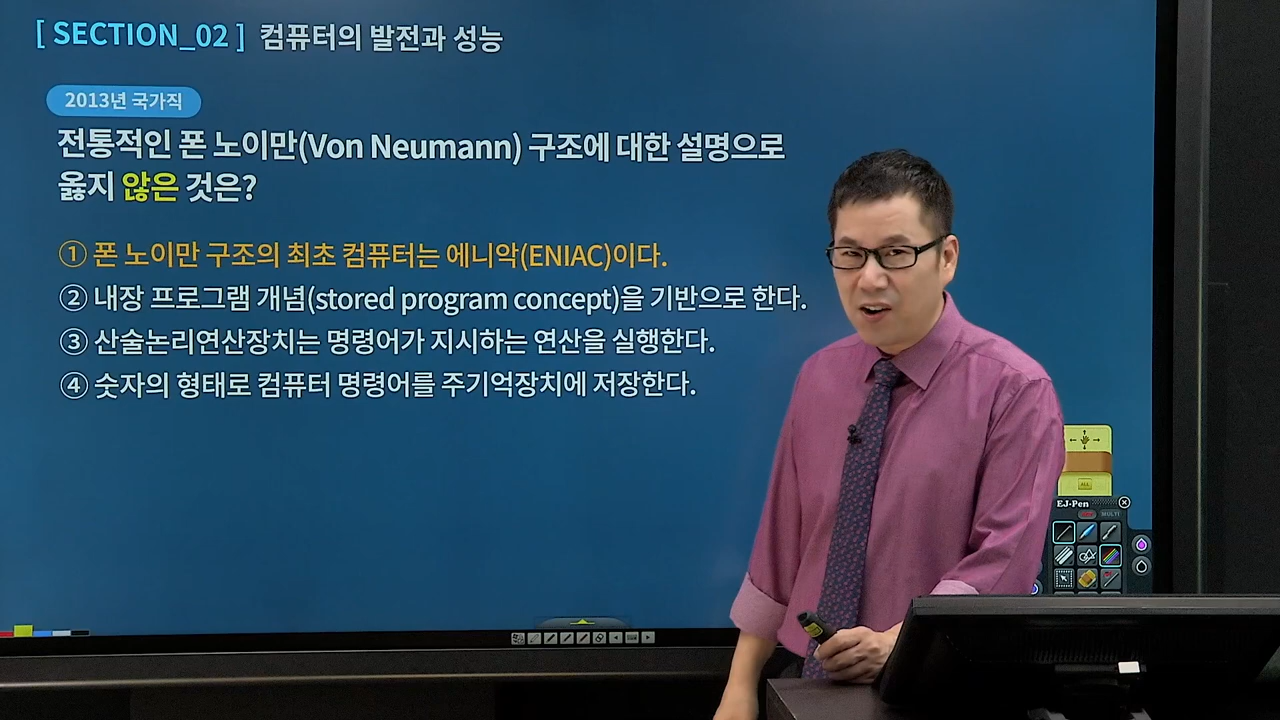 [ SECTION_02 ] 컴퓨터의 발전과 성능
2013년 국가직
전통적인 폰 노이만(Von Neumann) 구조에 대한 설명으로
옳지 않은 것은?
① 폰 노이만 구조의 최초 컴퓨터는 에니악(ENIAC)이다.
② 내장 프로그램 개념(stored program concept)을 기반으로 한다.
③ 산술논리연산장치는 명령어가 지시하는 연산을 실행한다.
④ 숫자의 형태로 컴퓨터 명령어를 주기억장치에 저장한다.
ALL
EJ-Pen
MULTI